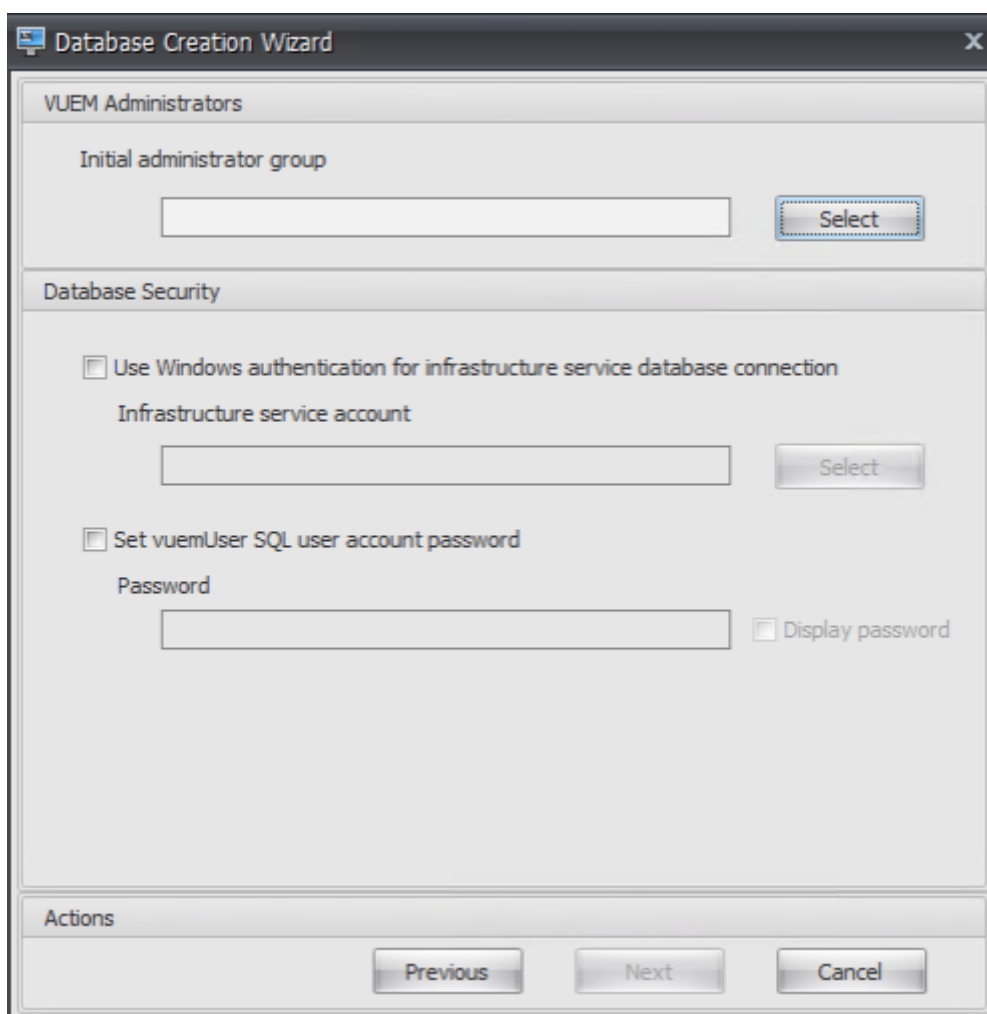 Database Creation Wizard
VUEM Administrators
Initial administrator group
Select
Database Security
Use Windows authentication for infrastructure service database connection
Infrastructure service account
Select
Set vuemUser SQL user account password
Password
Display password
Actions
Previous Next Cancel